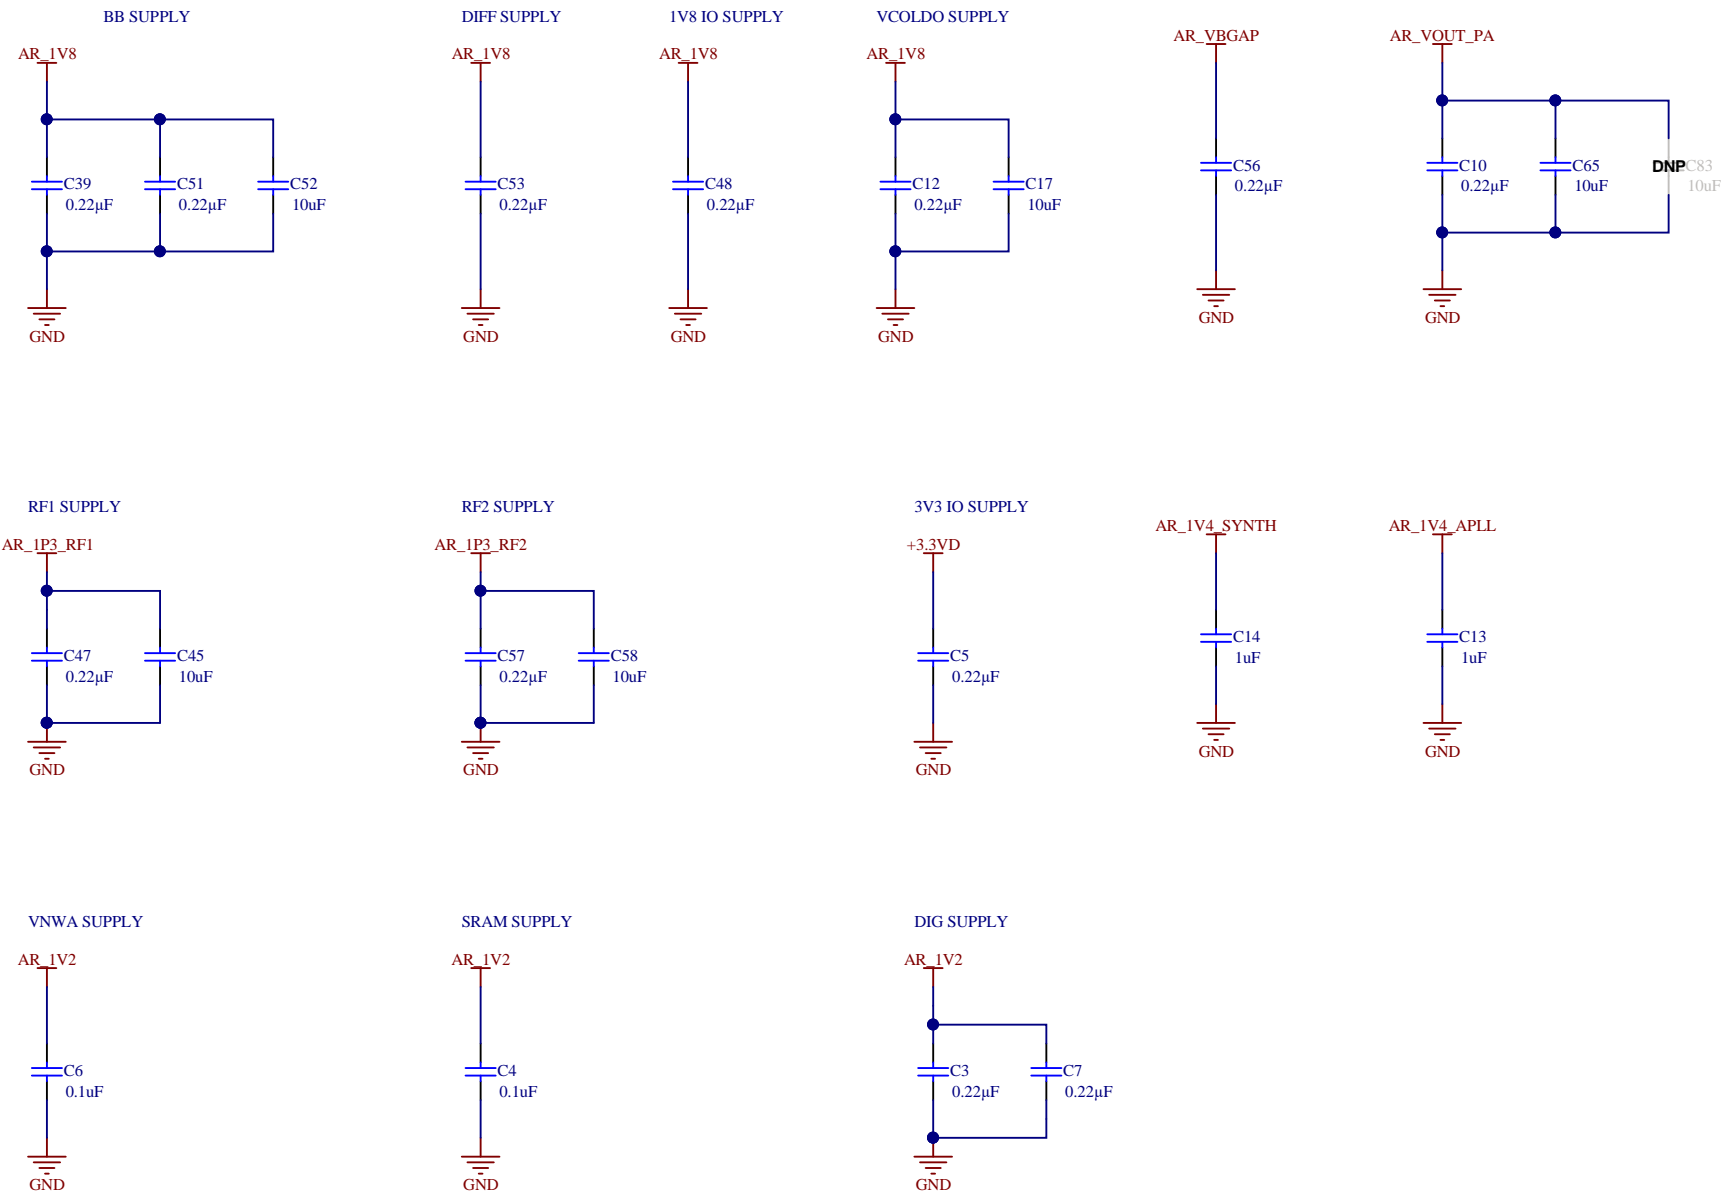 BB SUPPLY
AR_1V8
C39
0.22µF
C51
0.22µF
C52
10uF
GND
DIFF SUPPLY
AR_1V8
C53
0.22µF
GND
1V8 IO SUPPLY
AR_1V8
C48
0.22µF
GND
VCOLDO SUPPLY
AR_1V8
C12
0.22µF
C17
10uF
GND
AR_VBGAP
C56
0.22µF
GND
AR_VOUT_PA
C10
0.22µF
C65
10uF
DNP
C83
10uF
GND
RF1 SUPPLY
AR_1P3_RF1
C47
0.22µF
C45
10uF
GND
RF2 SUPPLY
AR_1P3_RF2
C57
0.22µF
C58
10uF
GND
3V3 IO SUPPLY
+3.3VD
C5
0.22µF
GND
AR_1V4_SYNTH
C14
1uF
GND
AR_1V4_APLL
C13
1uF
GND
VNWA SUPPLY
AR_1V2
C6
0.1uF
GND
SRAM SUPPLY
AR_1V2
C4
0.1uF
GND
DIG SUPPLY
AR_1V2
C3
0.22µF
C7
0.22µF
GND